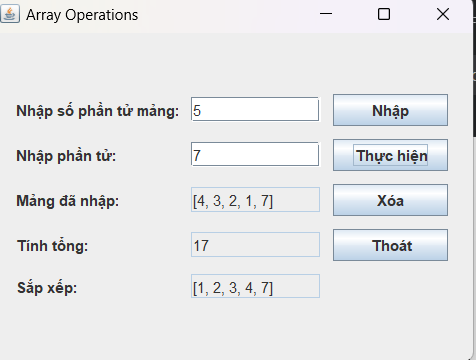 Array Operations
Nhập số phần tử mảng: 5 Nhập
Nhập phần tử: 7 Thực hiện
Mảng đã nhập: [4, 3, 2, 1, 7] Xóa
Tính tổng: 17 Thoát
Sắp xếp: [1, 2, 3, 4, 7]